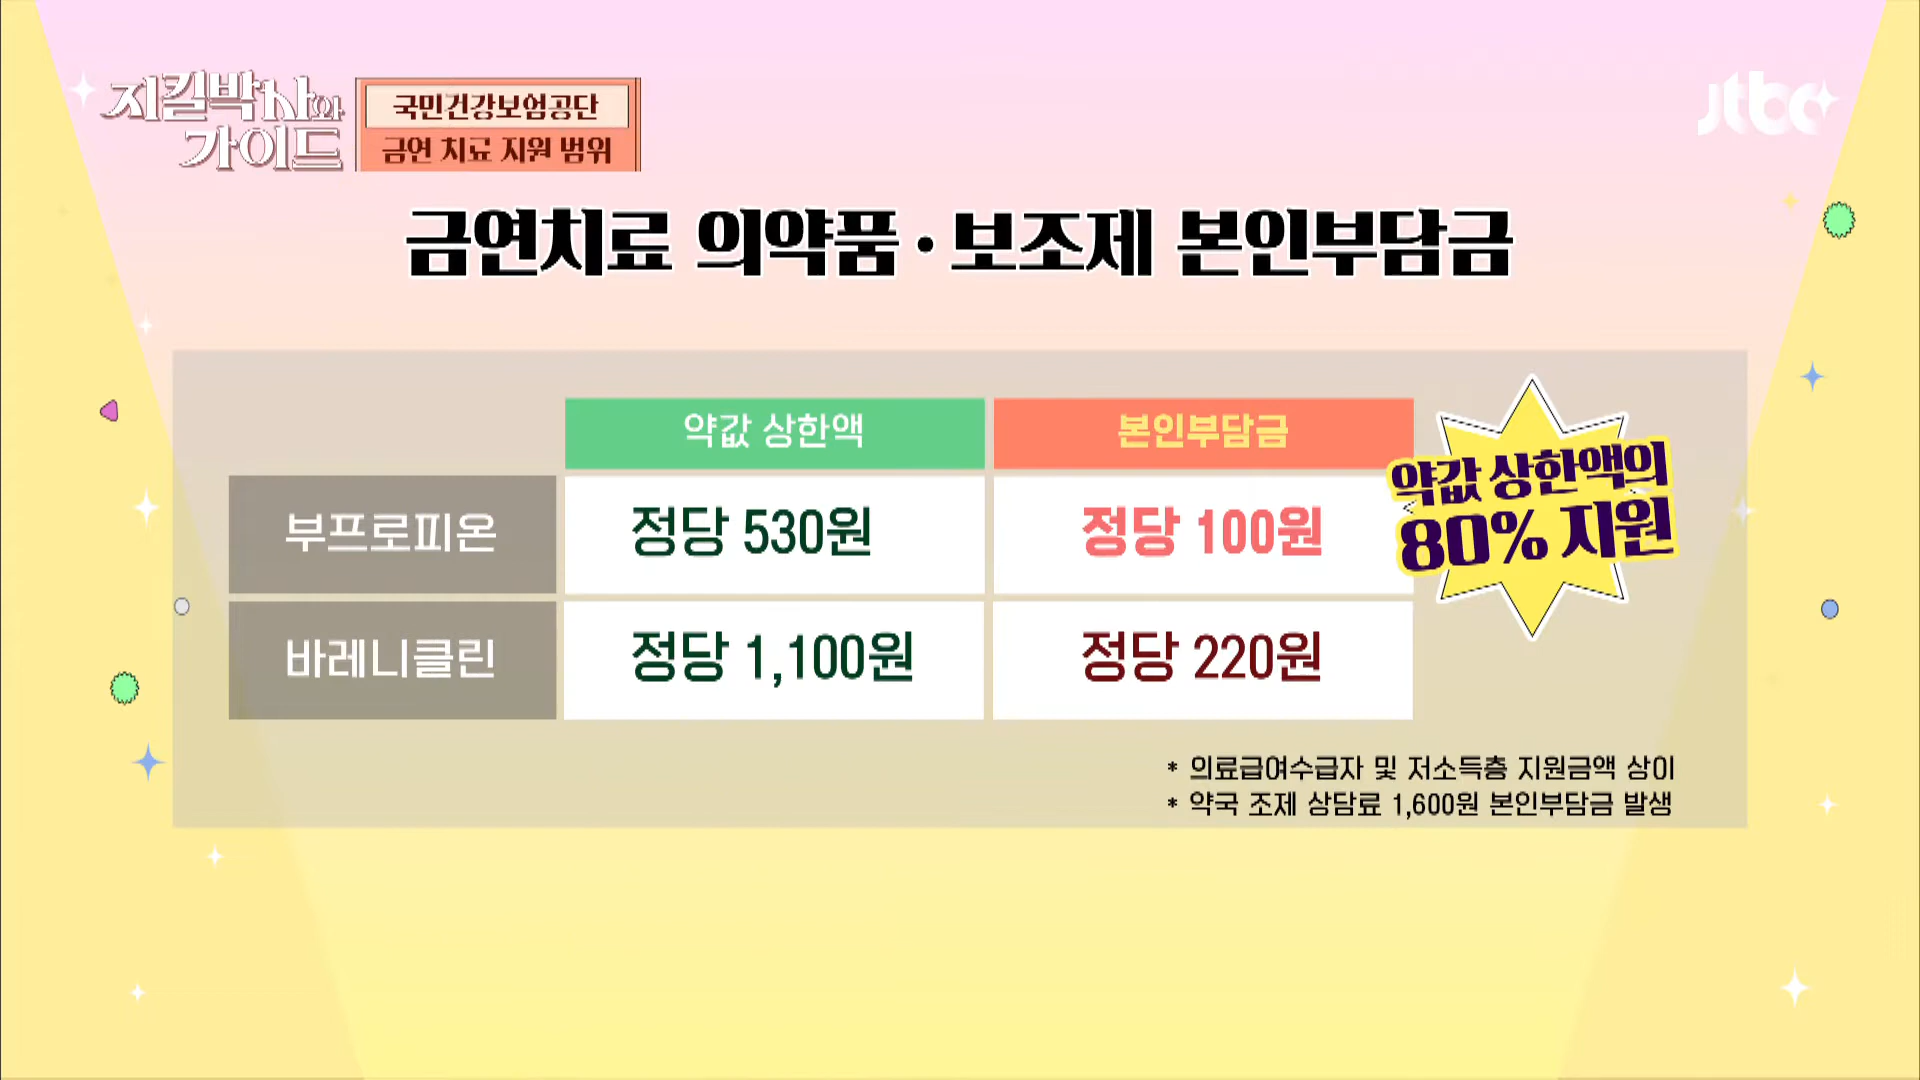 지킬박사와
가이드
국민건강보험공단
금연 치료 지원 범위
jtbc
금연치료 의약품·보조제 본인부담금
약값 상한액
본인부담금
부프로피온
정당 530원
정당 100원
약값 상한액의
80% 지원
바레니클린
정당 1,100원
정당 220원
* 의료급여수급자 및 저소득층 지원금액 상이
* 약국 조제 상담료 1,600원 본인부담금 발생